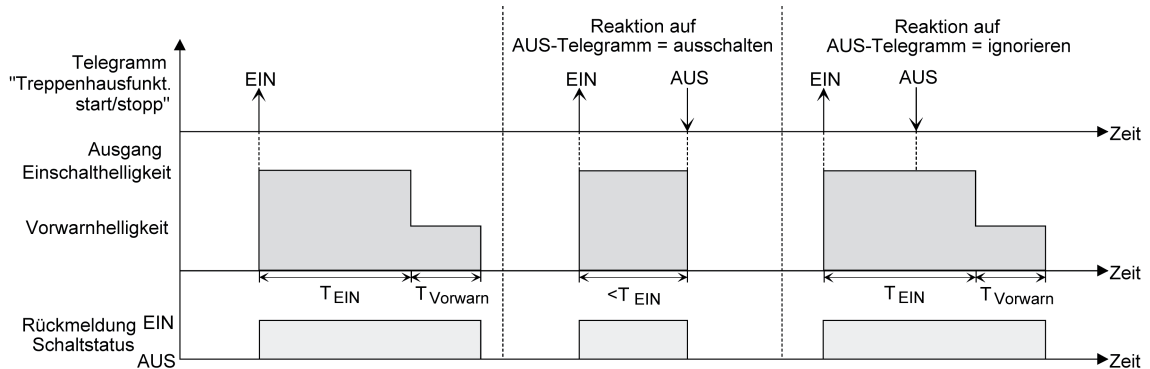 Reaktion auf
AUS-Telegramm = ausschalten
Reaktion auf
AUS-Telegramm = ignorieren
Telegramm
"Treppenhausfunkt.
start/stopp"
EIN
EIN
AUS
EIN
AUS
Zeit
Ausgang
Einschalthelligkeit
Vorwarnhelligkeit
Zeit
T EIN
T Vorwarn
<T EIN
T EIN
T Vorwarn
Rückmeldung
Schaltstatus
EIN
AUS
Zeit